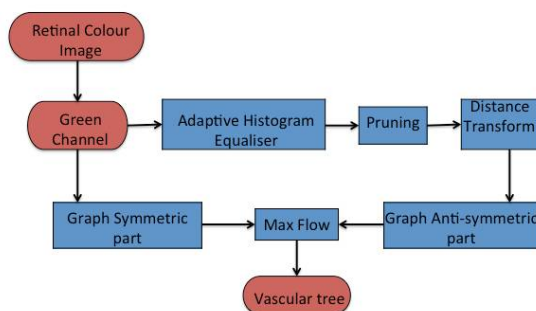 Retinal Colour
Image
Green
Channel
Adaptive Histogram
Equaliser
Pruning
Distance
Transform
Graph Symmetric
part
Max Flow
Graph Anti-symmetric
part
Vascular tree